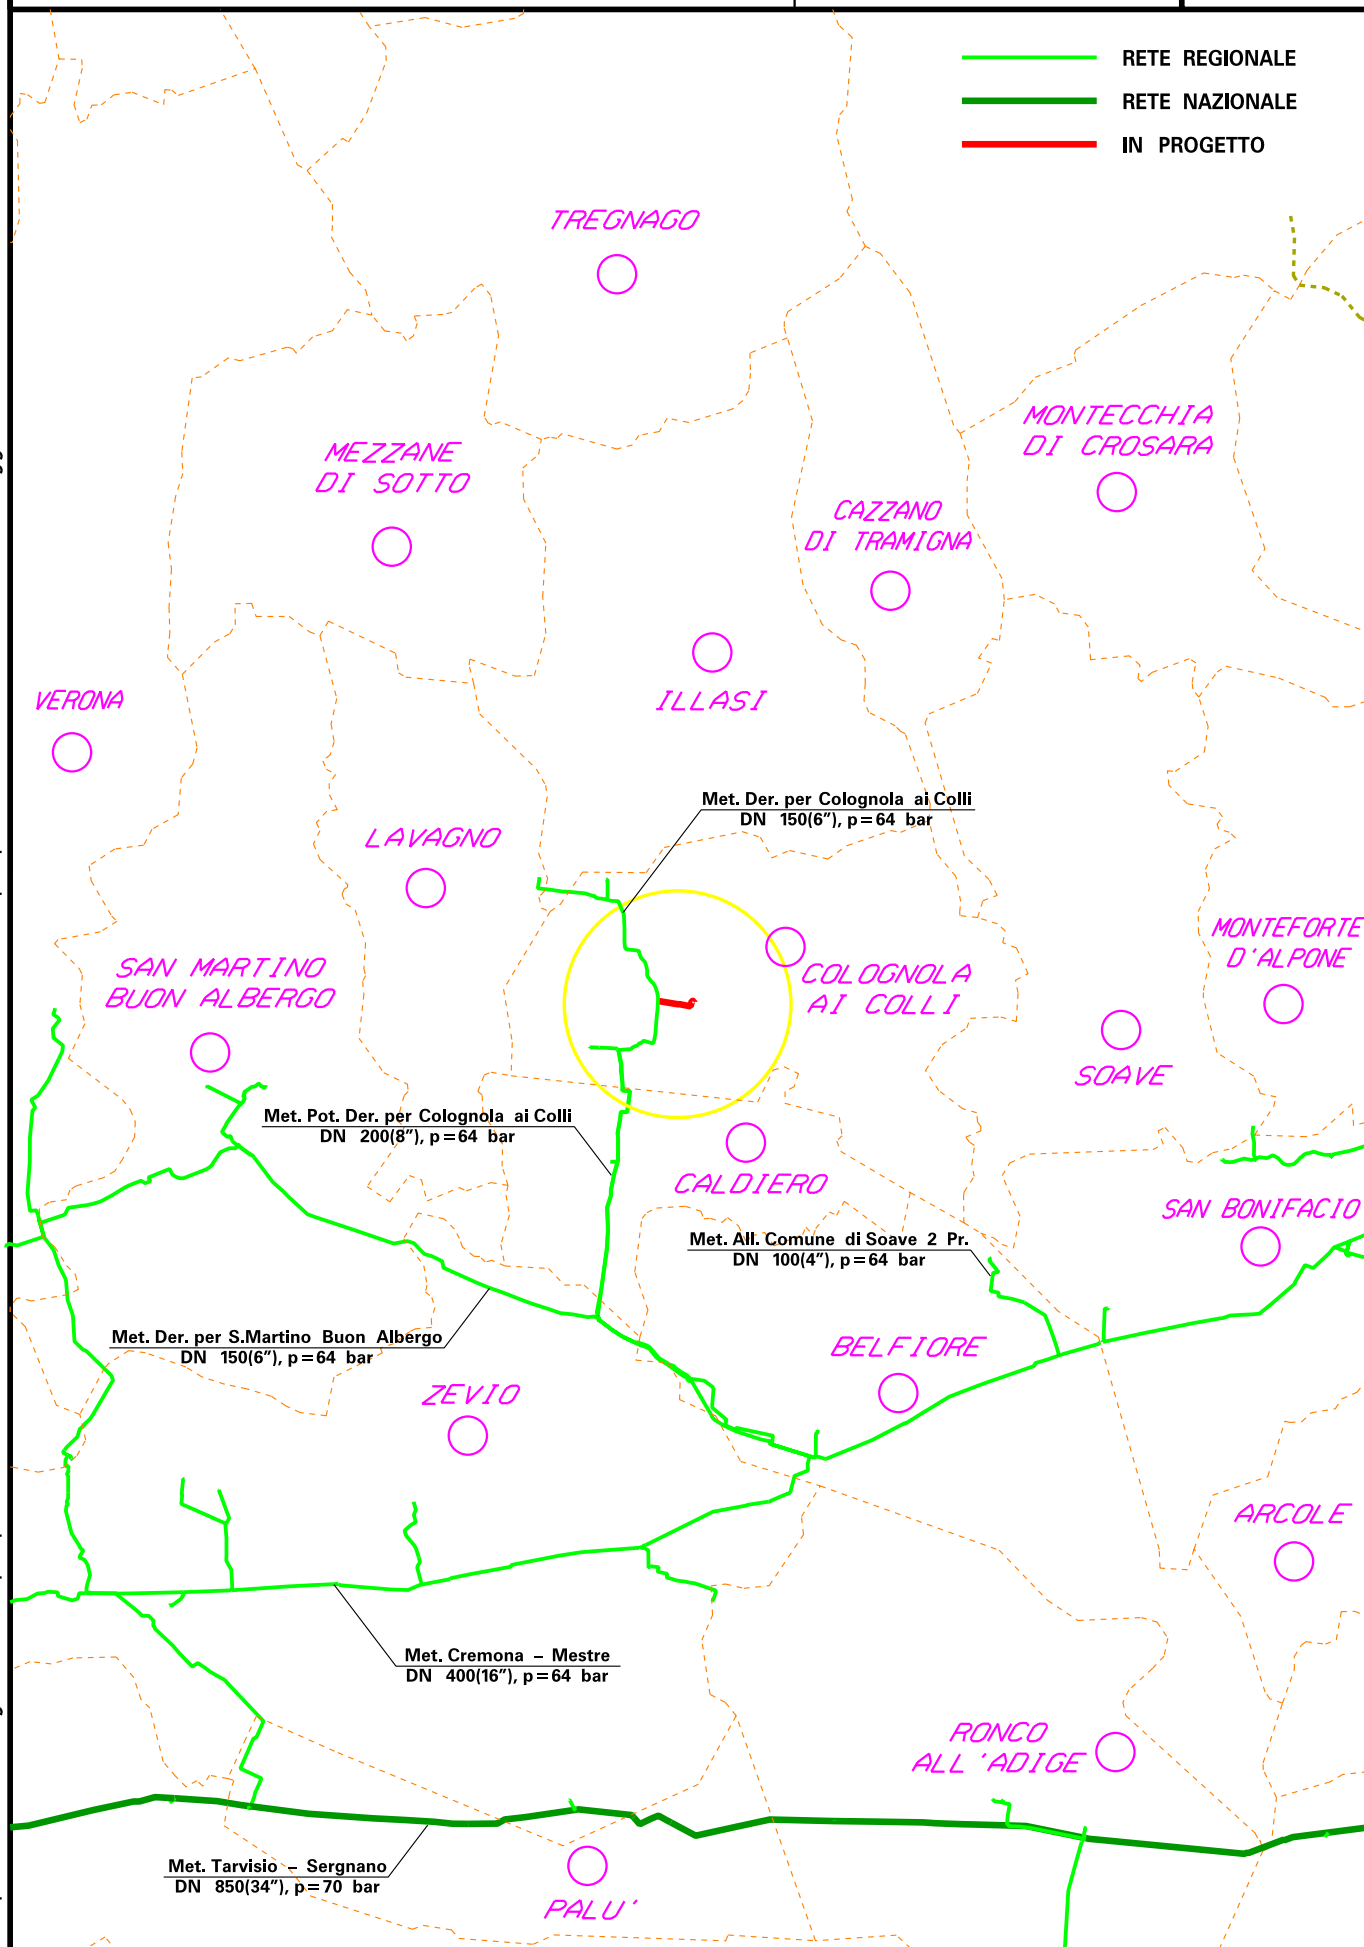 RETE REGIONALE
RETE NAZIONALE
IN PROGETTO
TREGNAGO
MONTECCHIA
DI CROSARA
MEZZANE
DI SOTTO
CAZZANO
DI TRAMIGNA
ILLASI
VERONA
Met. Der. per Colognola ai Colli
DN 150(6"), p=64 bar
LAVAGNO
MONTEFORTE
D'ALPONE
SAN MARTINO
BUON ALBERGO
COLOGNOLA
AI COLLI
SOAVE
Met. Pot. Der. per Colognola ai Colli
DN 200(8"), p=64 bar
CALDIERO
SAN BONIFACIO
Met. All. Comune di Soave 2 Pr.
DN 100(4"), p=64 bar
Met. Der. per S.Martino Buon Albergo
DN 150(6"), p=64 bar
BELFIORE
ZEVIO
ARCOLE
Met. Cremona – Mestre
DN 400(16"), p=64 bar
RONCO
ALL'ADIGE
Met. Tarvisio – Sergnano
DN 850(34"), p=70 bar
PALU'